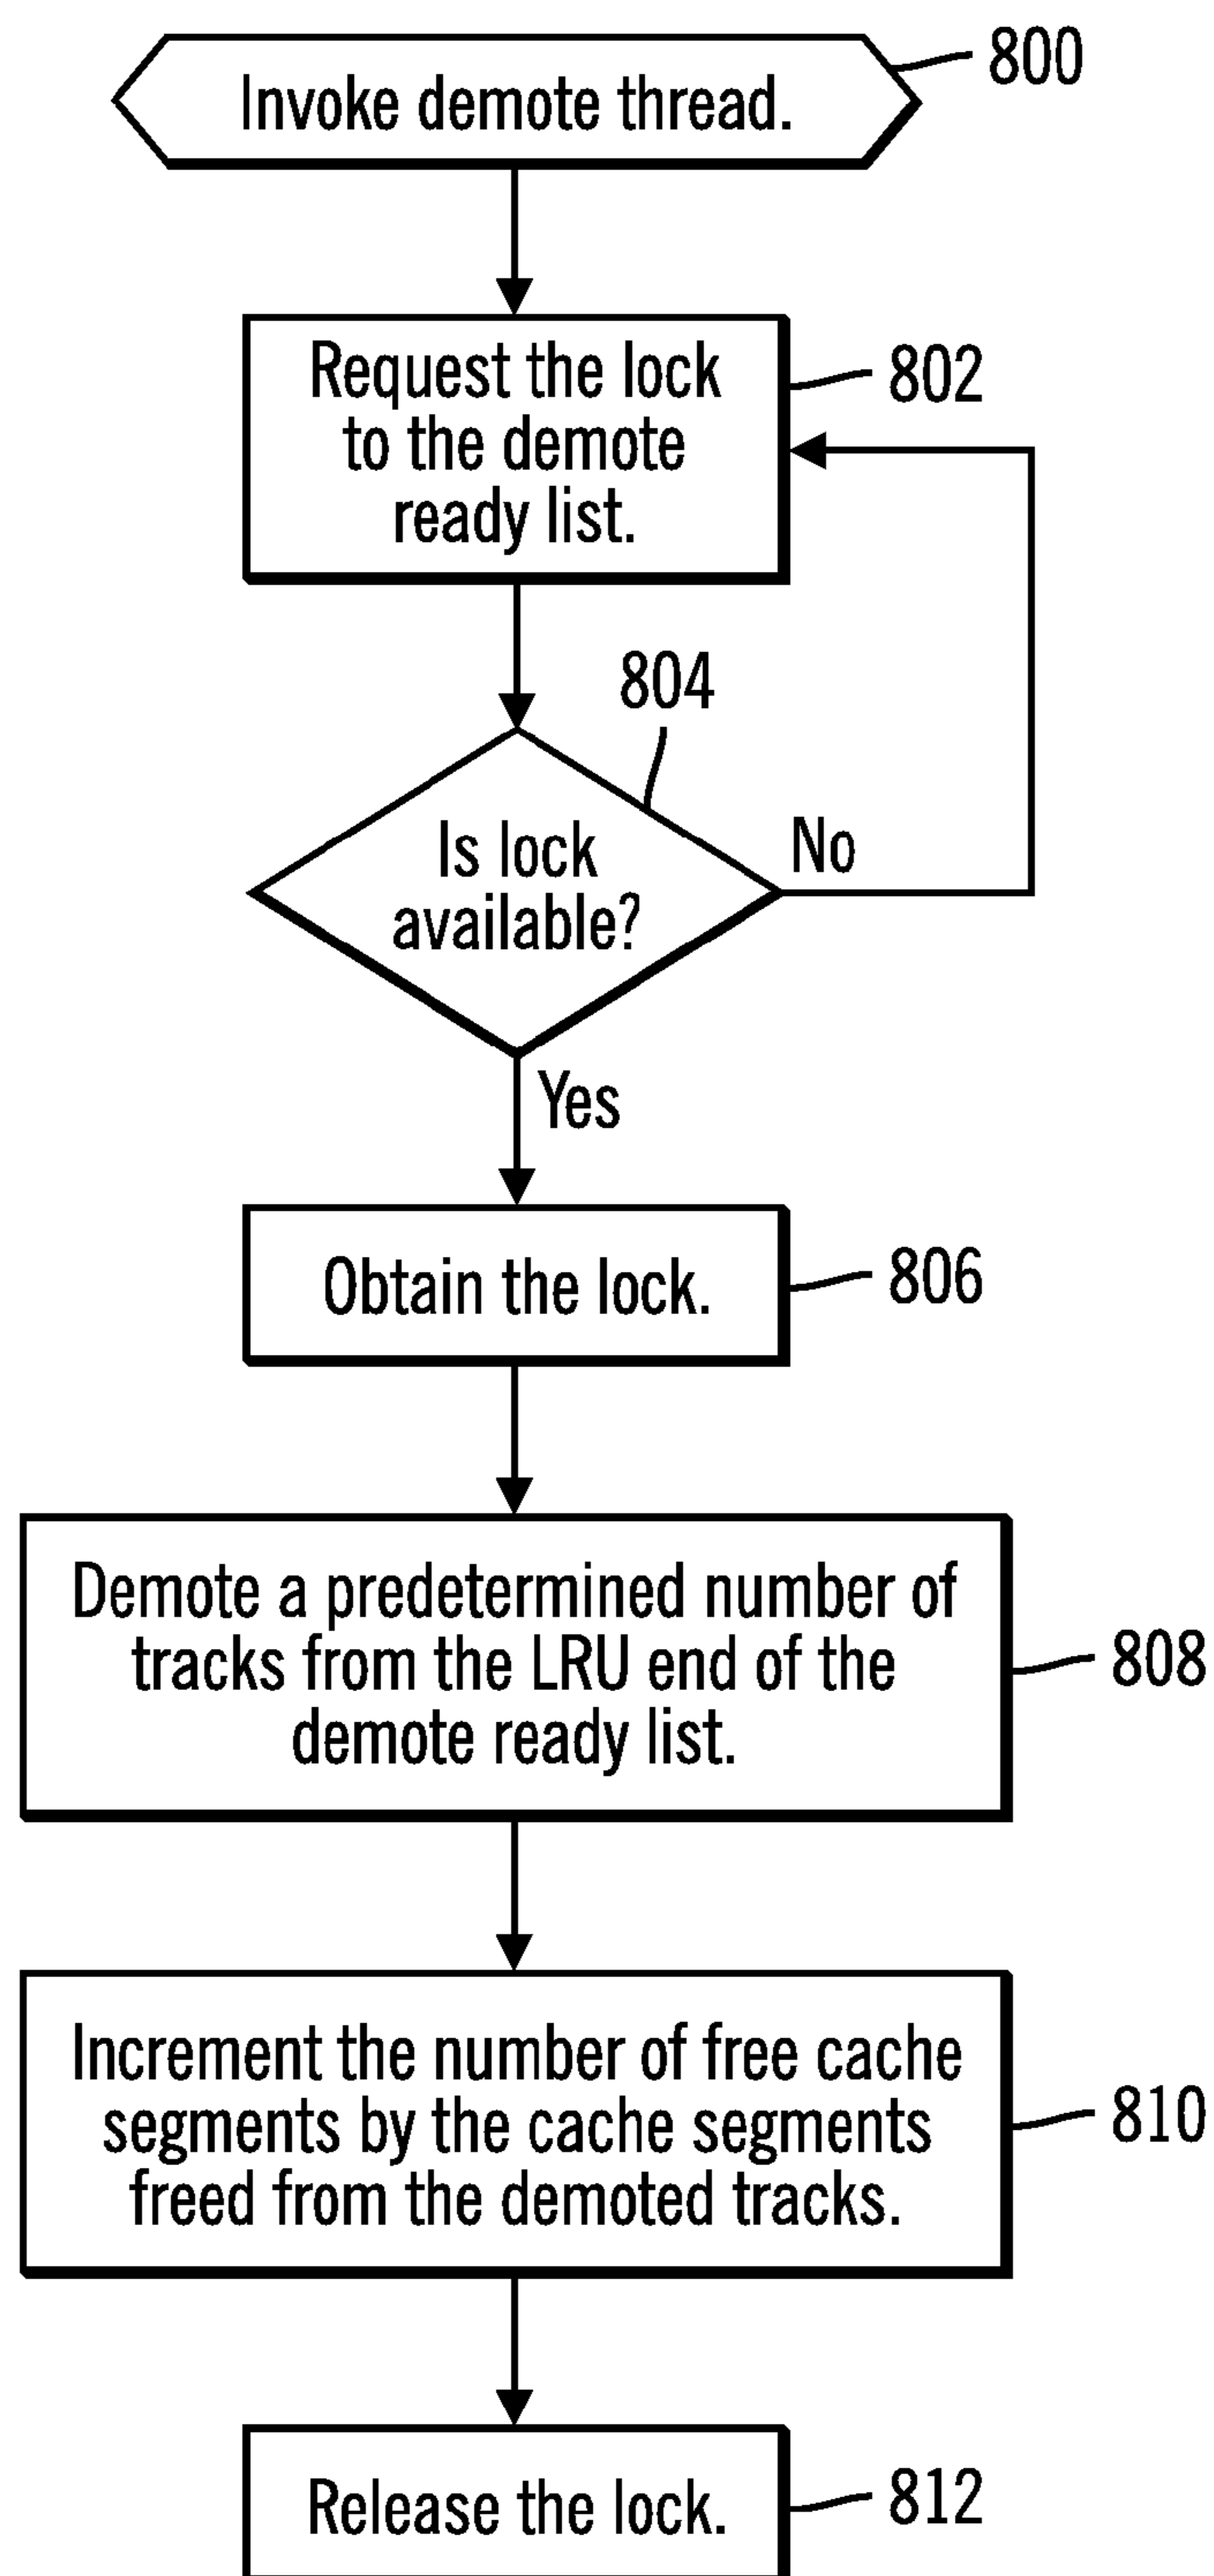 Invoke demote thread.
800
Request the lock
to the demote
ready list.
802
804
Is lock
available?
No
Yes
Obtain the lock.
806
Demote a predetermined number of
tracks from the LRU end of the
demote ready list.
808
Increment the number of free cache
segments by the cache segments
freed from the demoted tracks.
810
Release the lock.
812